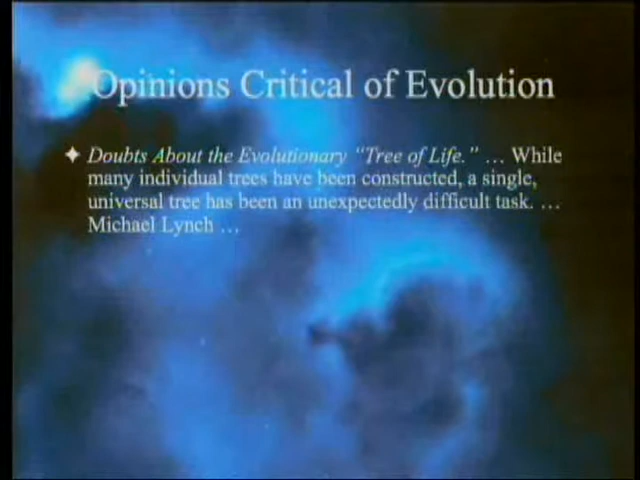 Opinions Critical of Evolution
✦ Doubts About the Evolutionary “Tree of Life.” … While
many individual trees have been constructed, a single,
universal tree has been an unexpectedly difficult task. …
Michael Lynch …